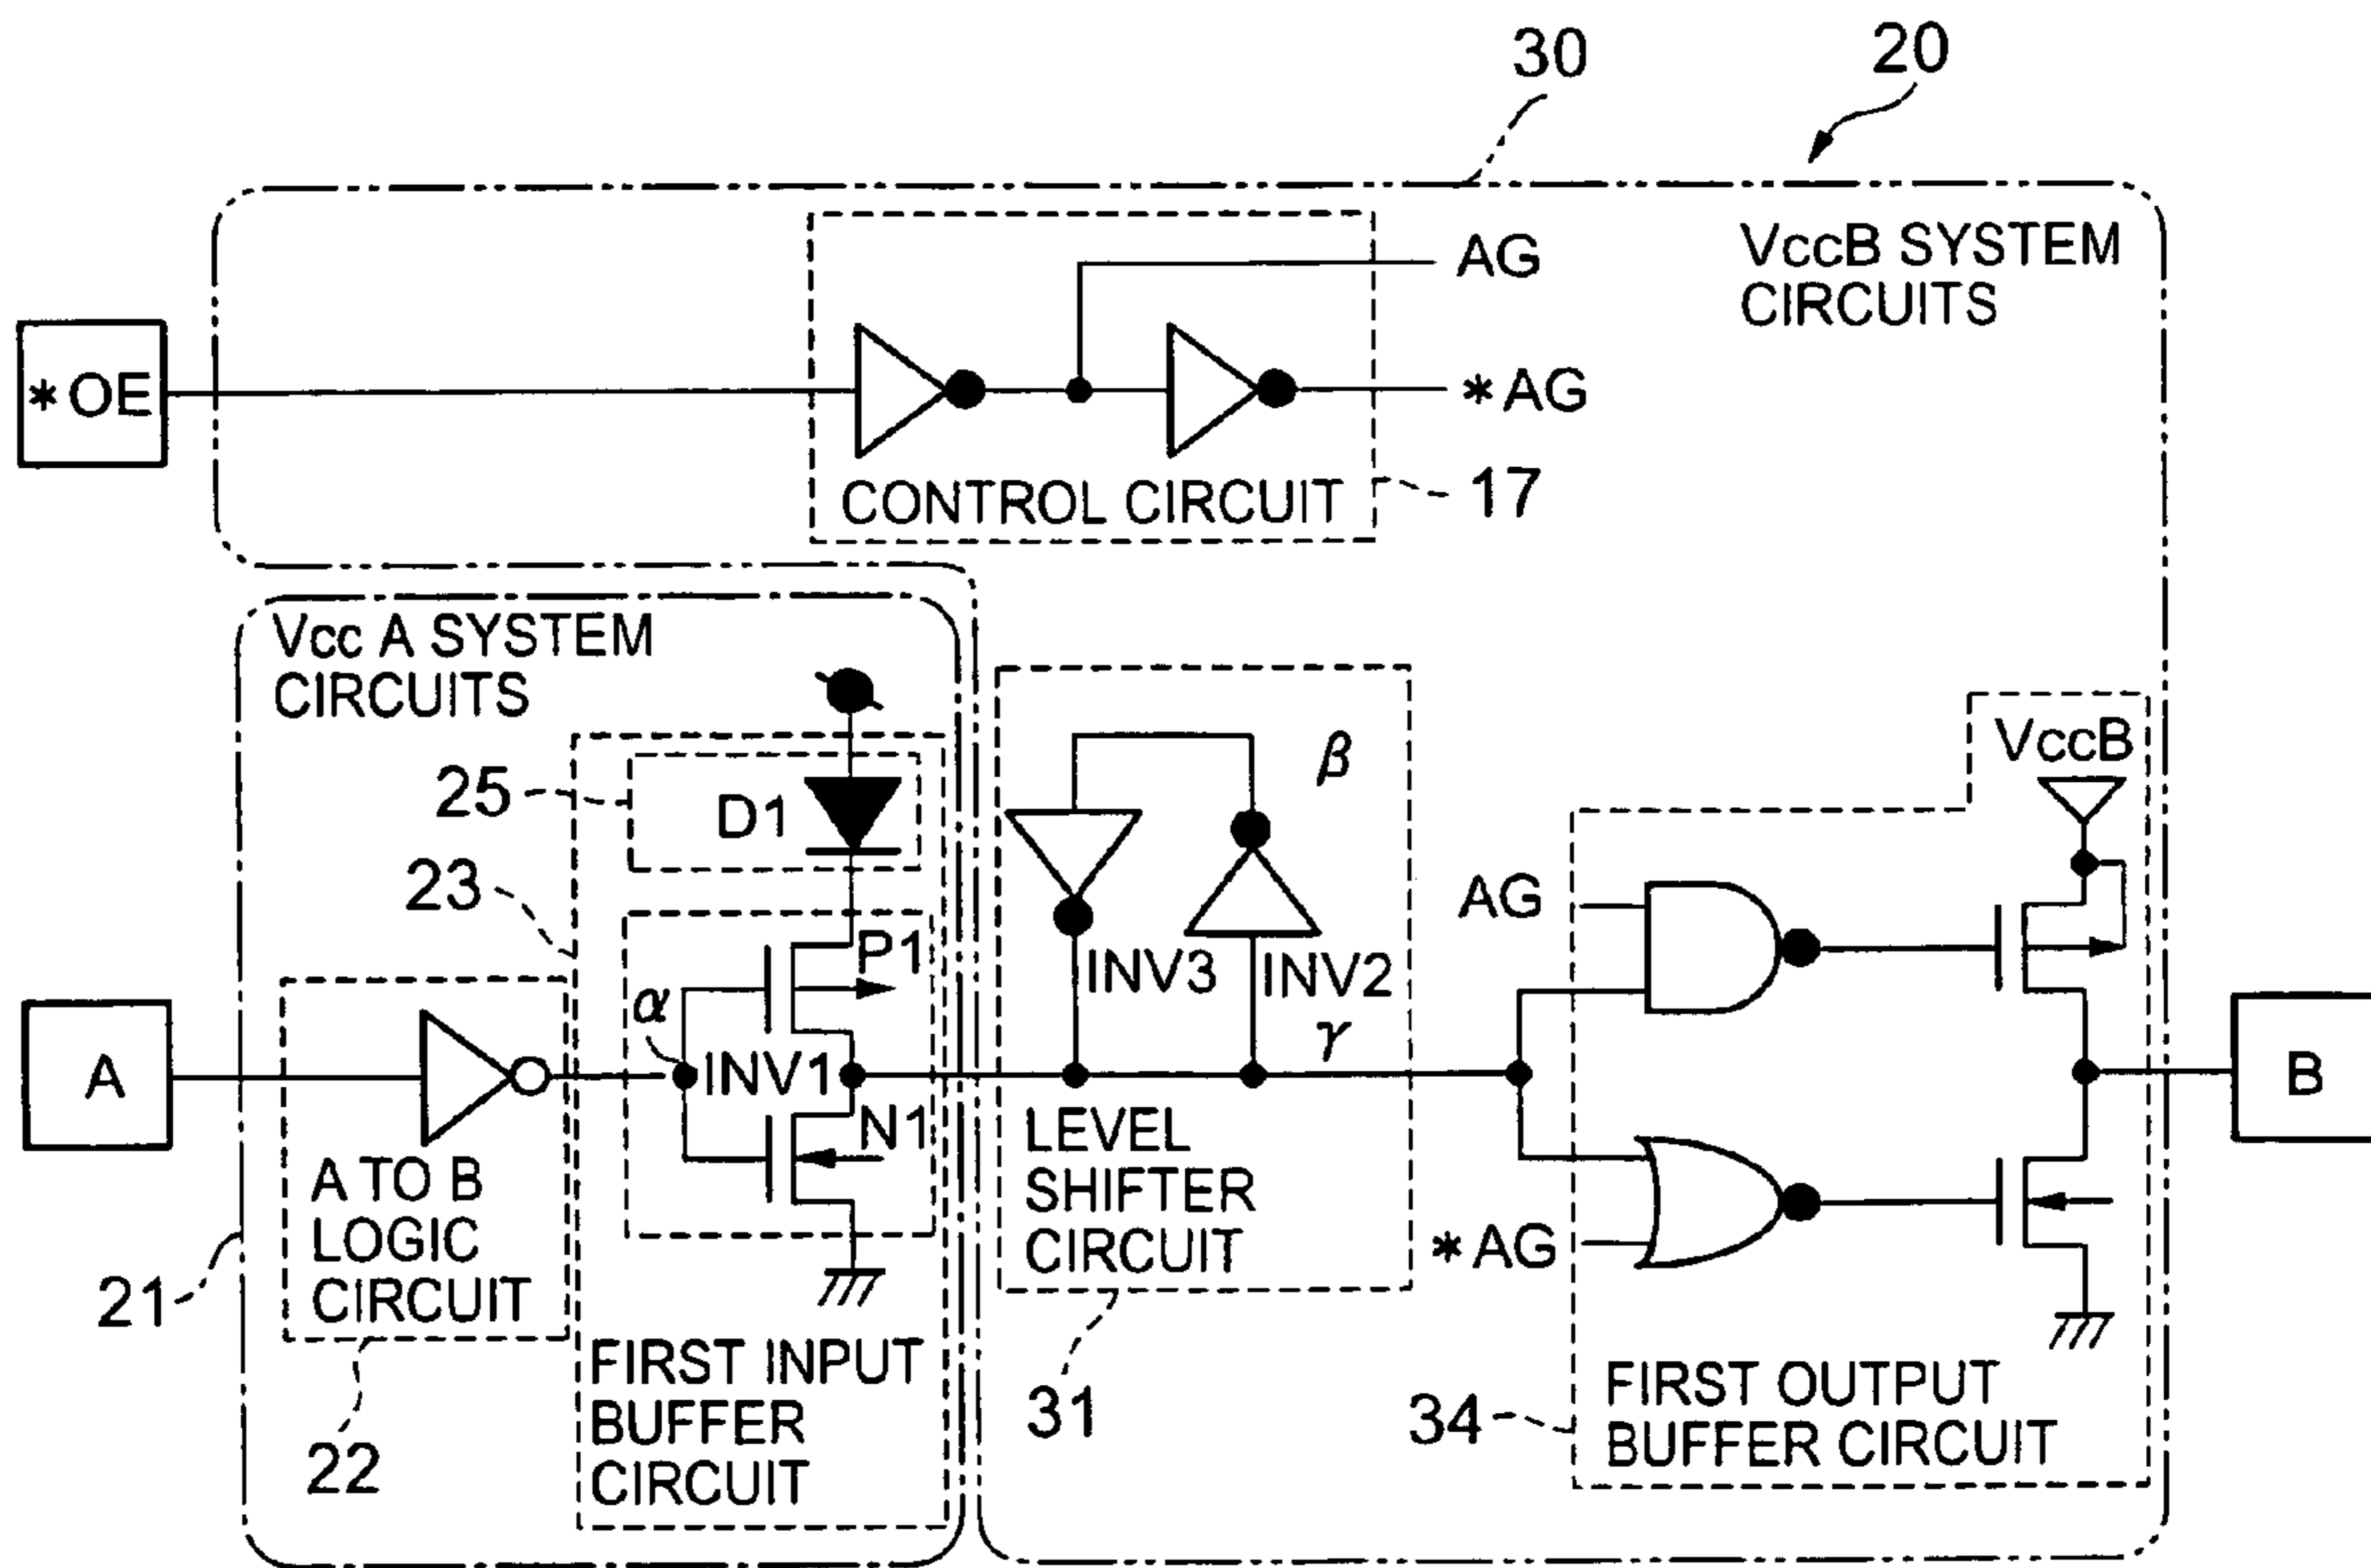 30
20
AG
VccB SYSTEM
CIRCUITS
* OE
* AG
CONTROL CIRCUIT
17
Vcc A SYSTEM
CIRCUITS
25
D1
β
VccB
23
AG
P1
INV3
INV2
α
γ
A
INV1
B
N1
LEVEL
SHIFTER
CIRCUIT
A TO B
LOGIC
CIRCUIT
* AG
21
FIRST INPUT
BUFFER
CIRCUIT
22
31
34
FIRST OUTPUT
BUFFER CIRCUIT